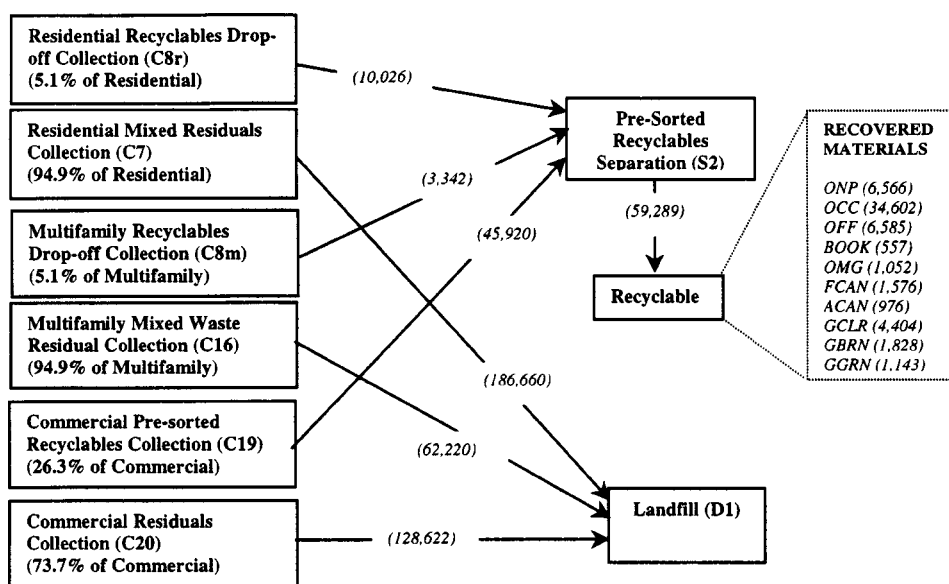 Residential Recyclables Drop-
off Collection (C8r)
(5.1% of Residential)
Residential Mixed Residuals
Collection (C7)
(94.9% of Residential)
Multifamily Recyclables
Drop-off Collection (C8m)
(5.1% of Multifamily)
Multifamily Mixed Waste
Residual Collection (C16)
(94.9% of Multifamily)
Commercial Pre-sorted
Recyclables Collection (C19)
(26.3% of Commercial)
Commercial Residuals
Collection (C20)
(73.7% of Commercial)
(10,026)
(3,342)
(45,920)
(186,660)
(62,220)
(128,622)
Pre-Sorted
Recyclables
Separation (S2)
(59,289)
Recyclable
Landfill (D1)
RECOVERED
MATERIALS
ONP (6,566)
OCC (34,602)
OFF (6,585)
BOOK (557)
OMG (1,052)
FCAN (1,576)
ACAN (976)
GCLR (4,404)
GBRN (1,828)
GGRN (1,143)